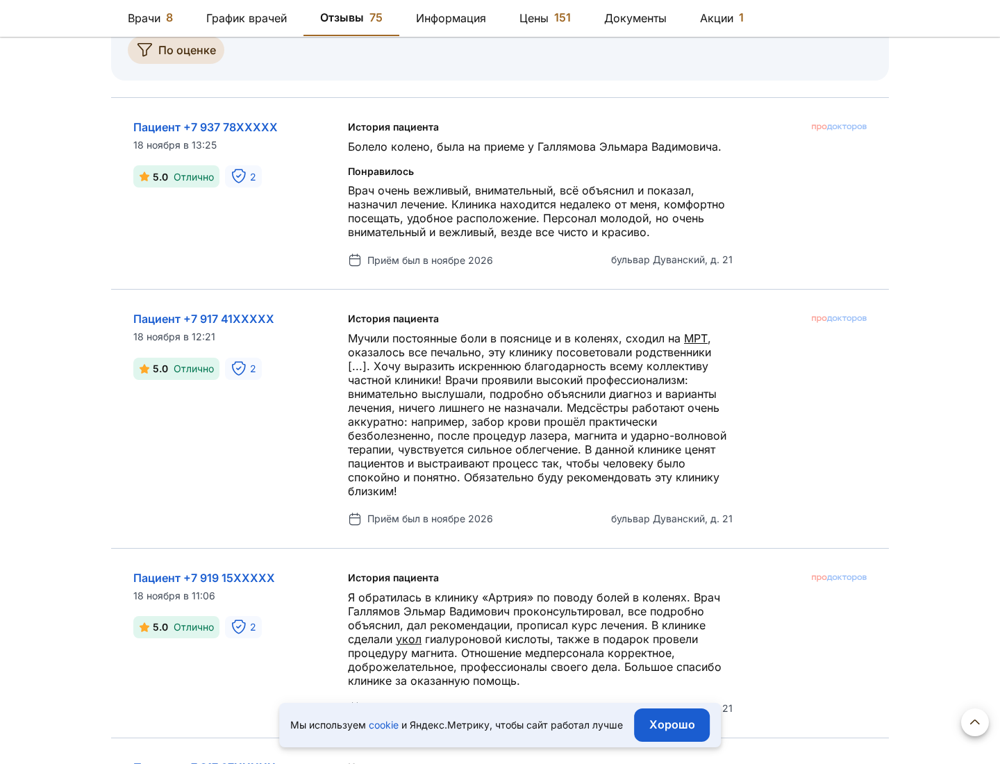 Врачи 8 График врачей Отзывы 75 Информация Цены 151 Документы Акции 1
По оценке
Пациент +7 937 78XXXXX
18 ноября в 13:25
5.0 Отлично 2
История пациента
Болело колено, была на приеме у Галлямова Эльмара Вадимовича.
Понравилось
Врач очень вежливый, внимательный, всё объяснил и показал,
назначил лечение. Клиника находится недалеко от меня, комфортно
посещать, удобное расположение. Персонал молодой, но очень
внимательный и вежливый, везде все чисто и красиво.
Приём был в ноябре 2026 бульвар Дуванский, д. 21
продокторов
Пациент +7 917 41XXXXX
18 ноября в 12:21
5.0 Отлично 2
История пациента
Мучили постоянные боли в пояснице и в коленях, сходил на МРТ,
оказалось все печально, эту клинику посоветовали родственники
[...]. Хочу выразить искреннюю благодарность всему коллективу
частной клиники! Врачи проявили высокий профессионализм:
внимательно выслушали, подробно объяснили диагноз и варианты
лечения, ничего лишнего не назначали. Медсёстры работают очень
аккуратно: например, забор крови прошёл практически
безболезненно, после процедур лазера, магнита и ударно-волновой
терапии, чувствуется сильное облегчение. В данной клинике ценят
пациентов и выстраивают процесс так, чтобы человеку было
спокойно и понятно. Обязательно буду рекомендовать эту клинику
близким!
Приём был в ноябре 2026 бульвар Дуванский, д. 21
продокторов
Пациент +7 919 15XXXXX
18 ноября в 11:06
5.0 Отлично 2
История пациента
Я обратилась в клинику «Артрия» по поводу болей в коленях. Врач
Галлямов Эльмар Вадимович проконсультировал, все подробно
объяснил, дал рекомендации, прописал курс лечения. В клинике
сделали укол гиалуроновой кислоты, также в подарок провели
процедуру магнита. Отношение медперсонала корректное,
доброжелательное, профессионалы своего дела. Большое спасибо
клинике за оказанную помощь.
21
продокторов
Мы используем cookie и Яндекс.Метрику, чтобы сайт работал лучше Хорошо